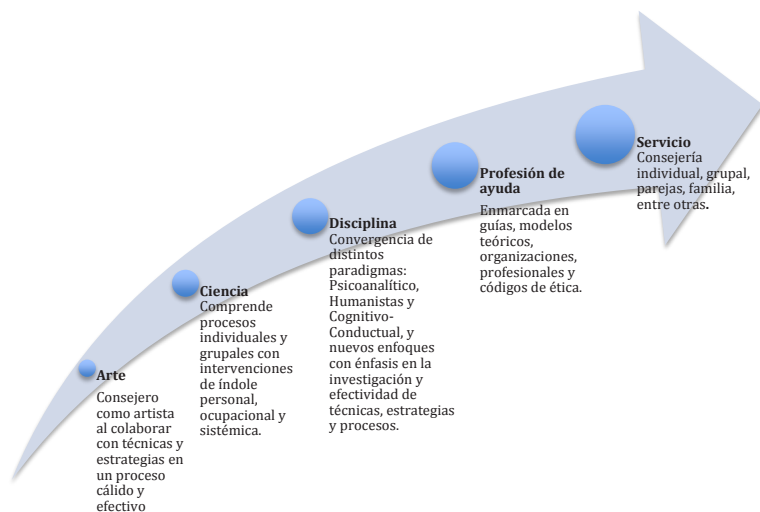 Arte
Consejero
como artista
al colaborar
con técnicas y
estrategias en
un proceso
cálido y
efectivo
Ciencia
Comprende
procesos
individuales y
grupales con
intervenciones
de índole
personal,
ocupacional y
sistémica.
Disciplina
Convergencia de
distintos
paradigmas:
Psicoanalítico,
Humanistas y
Cognitivo-
Conductual, y
nuevos enfoques
con énfasis en la
investigación y
efectividad de
técnicas, estrategias
y procesos.
Profesión de
ayuda
Enmarcada en
guías, modelos
teóricos,
organizaciones,
profesionales y
códigos de ética.
Servicio
Consejería
individual, grupal,
parejas, familia,
entre otras.